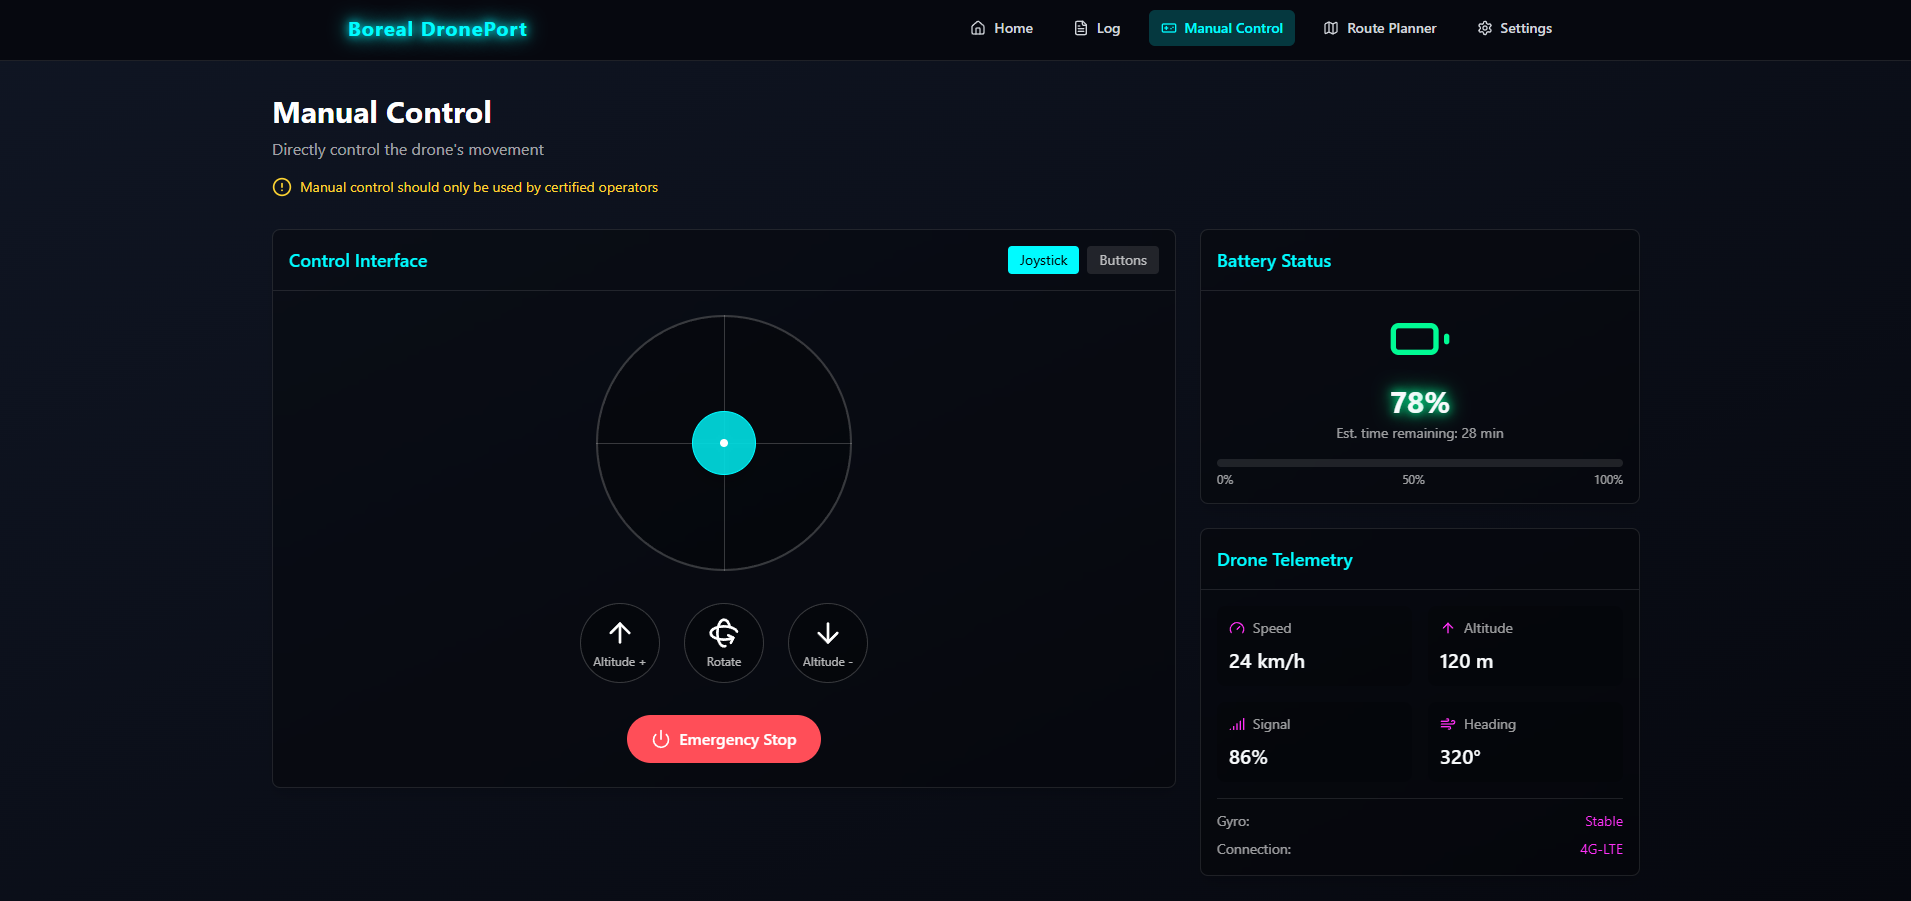 Boreal DronePort
Home
Log
Manual Control
Route Planner
Settings
Manual Control
Directly control the drone's movement
Manual control should only be used by certified operators
Control Interface
Joystick
Buttons
Altitude +
Rotate
Altitude -
Emergency Stop
Battery Status
78%
Est. time remaining: 28 min
0%
50%
100%
Drone Telemetry
Speed
24 km/h
Altitude
120 m
Signal
86%
Heading
320°
Gyro:
Stable
Connection:
4G-LTE